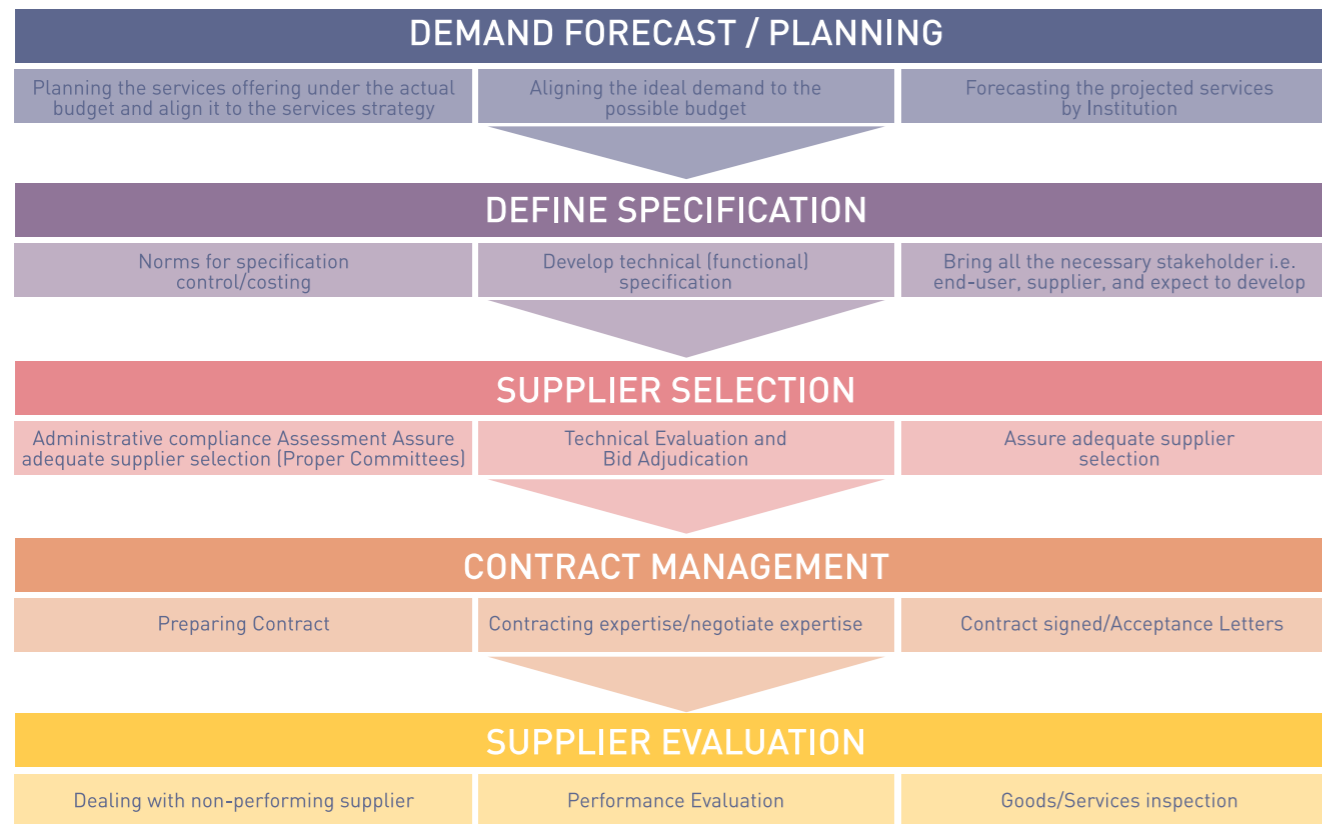 DEMAND FORECAST / PLANNING
Planning the services offering under the actual
budget and align it to the services strategy
Aligning the ideal demand to the
possible budget
Forecasting the projected services
by Institution
DEFINE SPECIFICATION
Norms for specification
control/costing
Develop technical (functional)
specification
Bring all the necessary stakeholder i.e.
end-user, supplier, and expect to develop
SUPPLIER SELECTION
Administrative compliance Assessment Assure
adequate supplier selection (Proper Committees)
Technical Evaluation and
Bid Adjudication
Assure adequate supplier
selection
CONTRACT MANAGEMENT
Preparing Contract
Contracting expertise/negotiate expertise
Contract signed/Acceptance Letters
SUPPLIER EVALUATION
Dealing with non-performing supplier
Performance Evaluation
Goods/Services inspection